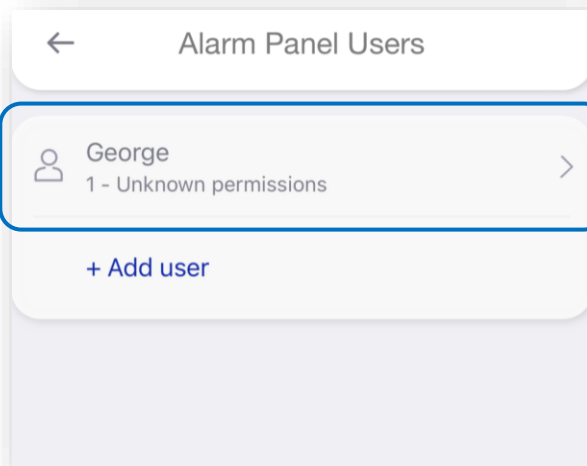 Alarm Panel Users
George
1 - Unknown permissions
+ Add user